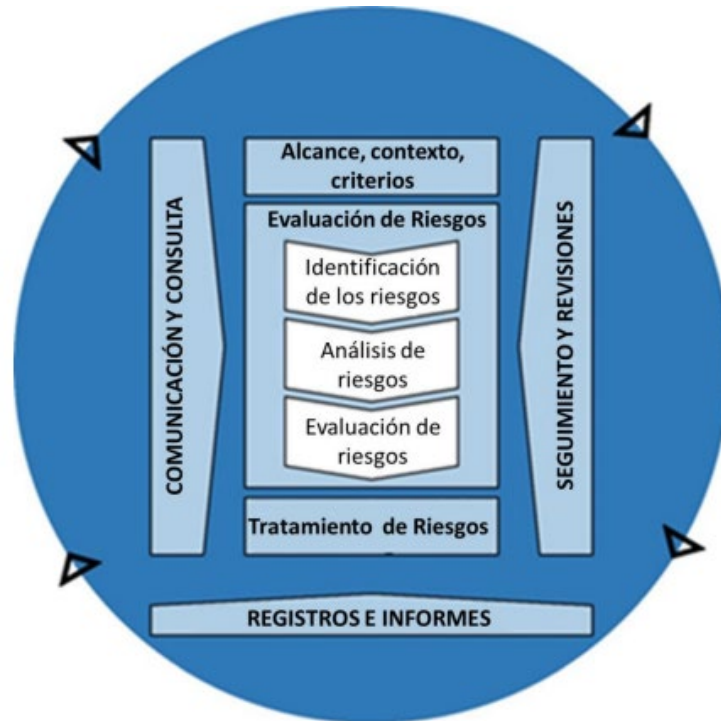 Alcance, contexto,
criterios
Evaluación de Riesgos
Identificación
de los riesgos
Análisis de
riesgos
Evaluación de
riesgos
Tratamiento de Riesgos
COMUNICACIÓN Y CONSULTA
SEGUIMIENTO Y REVISIONES
REGISTROS E INFORMES